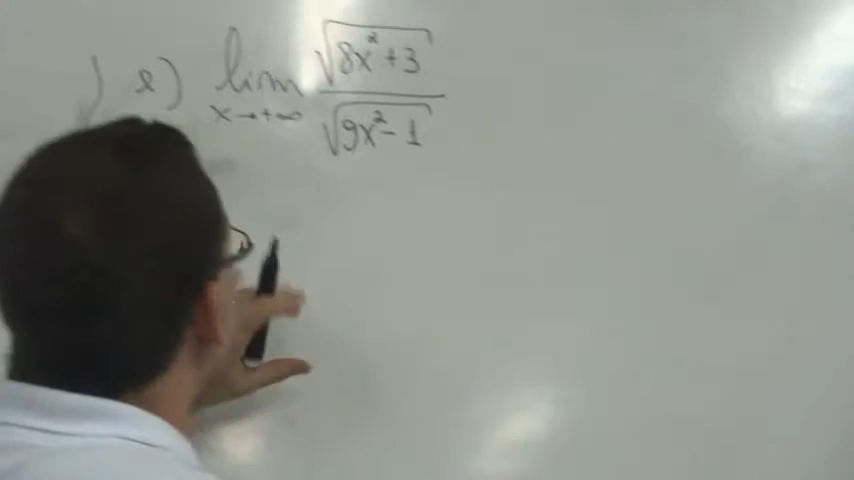 e) lim x→+∞ √(8x²+3) / √(9x²-1)